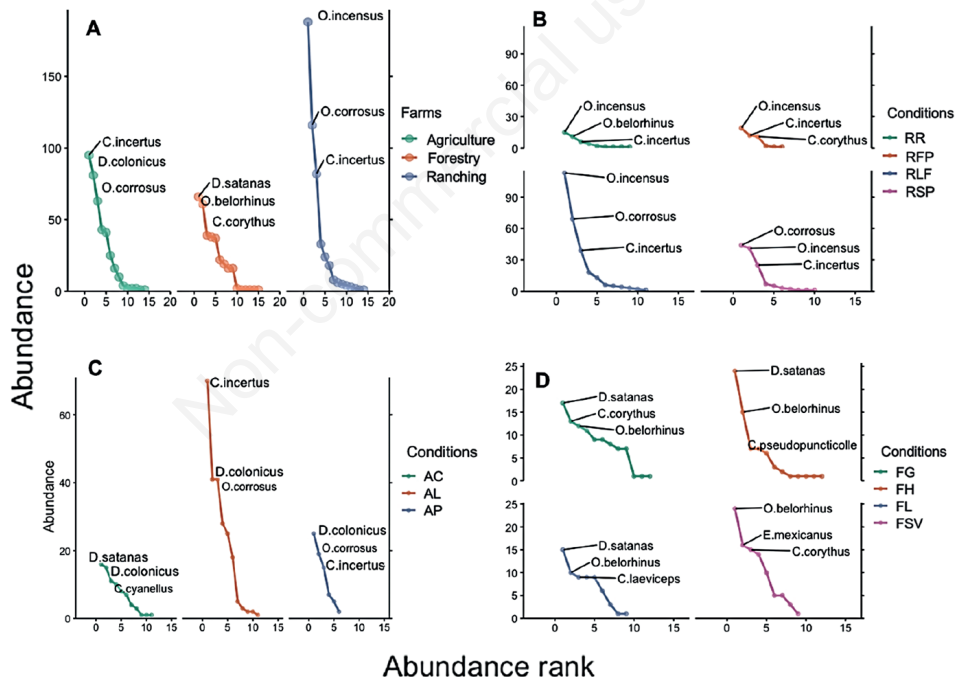 A
O.incensus
O.corrosus
C.incertus
C.incertus
D.colonicus
O.corrosus
D.satanas
O.belorhinus
C.corythus
Farms
Agriculture
Forestry
Ranching
150
100
50
0
0 5 10 15 20 0 5 10 15 20 0 5 10 15 20
B
90
60
30
0
O.incensus
O.belorhinus
C.incertus
O.incensus
C.incertus
C.corythus
Conditions
RR
RFP
RLF
RSP
90
60
30
0
O.incensus
O.corrosus
C.incertus
O.corrosus
O.incensus
C.incertus
0 5 10 15 0 5 10 15
Abundance
C
C.incertus
D.colonicus
O.corrosus
D.satanas
D.colonicus
C.cyanellus
D.colonicus
O.corrosus
C.incertus
Conditions
AC
AL
AP
Abundance
60
40
20
0
0 5 10 15 0 5 10 15 0 5 10 15
D
25
20
15
10
5
0
D.satanas
C.corythus
O.belorhinus
D.satanas
O.belorhinus
C.pseudopuncticolle
Conditions
FG
FH
FL
FSV
25
20
15
10
5
0
D.satanas
O.belorhinus
C.laeviceps
O.belorhinus
E.mexicanus
C.corythus
0 5 10 15 0 5 10 15
Abundance rank
Non-commercial us